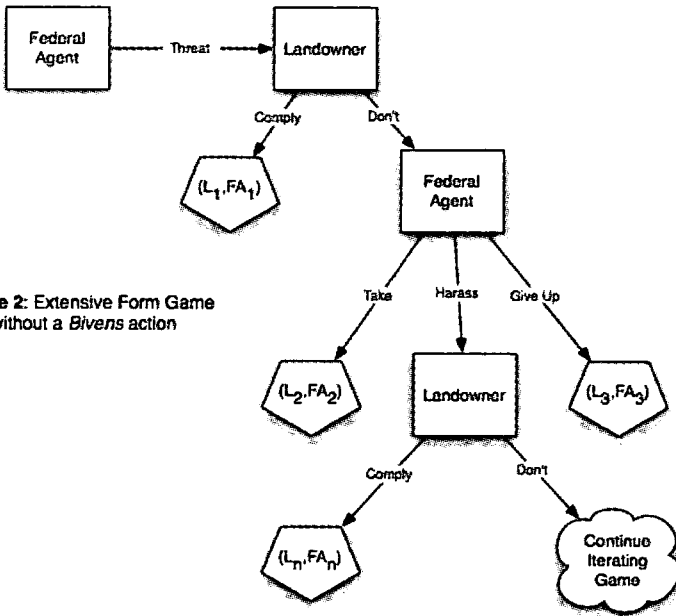 Federal
Agent
Threat
Landowner
Comply
Don't
(L1,FA1)
Federal
Agent
e 2: Extensive Form Game
without a Bivens action
Take
Harass
Give Up
(L2,FA2)
Landowner
(L3,FA3)
Comply
Don't
(Ln,FAn)
Continue
Iterating
Game